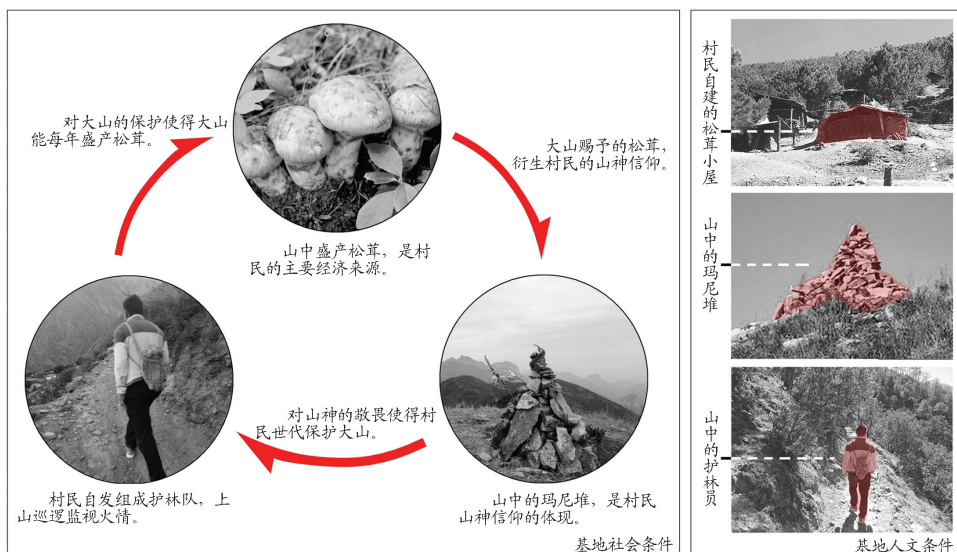 对大山的保护使得大山
能每年盛产松茸。
大山赐予的松茸，
衍生村民的山神信仰。
山中盛产松茸，是村
民的主要经济来源。
对山神的敬畏使得村
民世代保护大山。
村民自发组成护林队，上
山巡逻监视火情。
山中的玛尼堆，是村民
山神信仰的体现。
基地社会条件
村民自建的松茸小屋
山中的玛尼堆
山中的护林员
基地人文条件